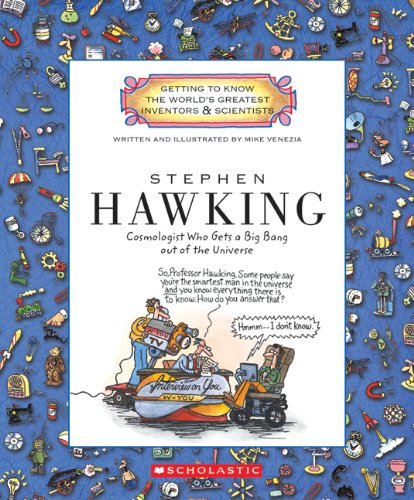 GETTING TO KNOW
THE WORLD'S GREATEST
INVENTORS & SCIENTISTS
WRITTEN AND ILLUSTRATED BY MIKE VENEZIA
STEPHEN
HAWKING
Cosmologist Who Gets a Big Bang
out of the Universe
So, Professor Hawking, Some people say
you're the smartest man in the universe
and you know everything there is
to know. How do you answer that?
Hmmm--- I don't know.
TV
Interview on You
W-YOU
SCHOLASTIC